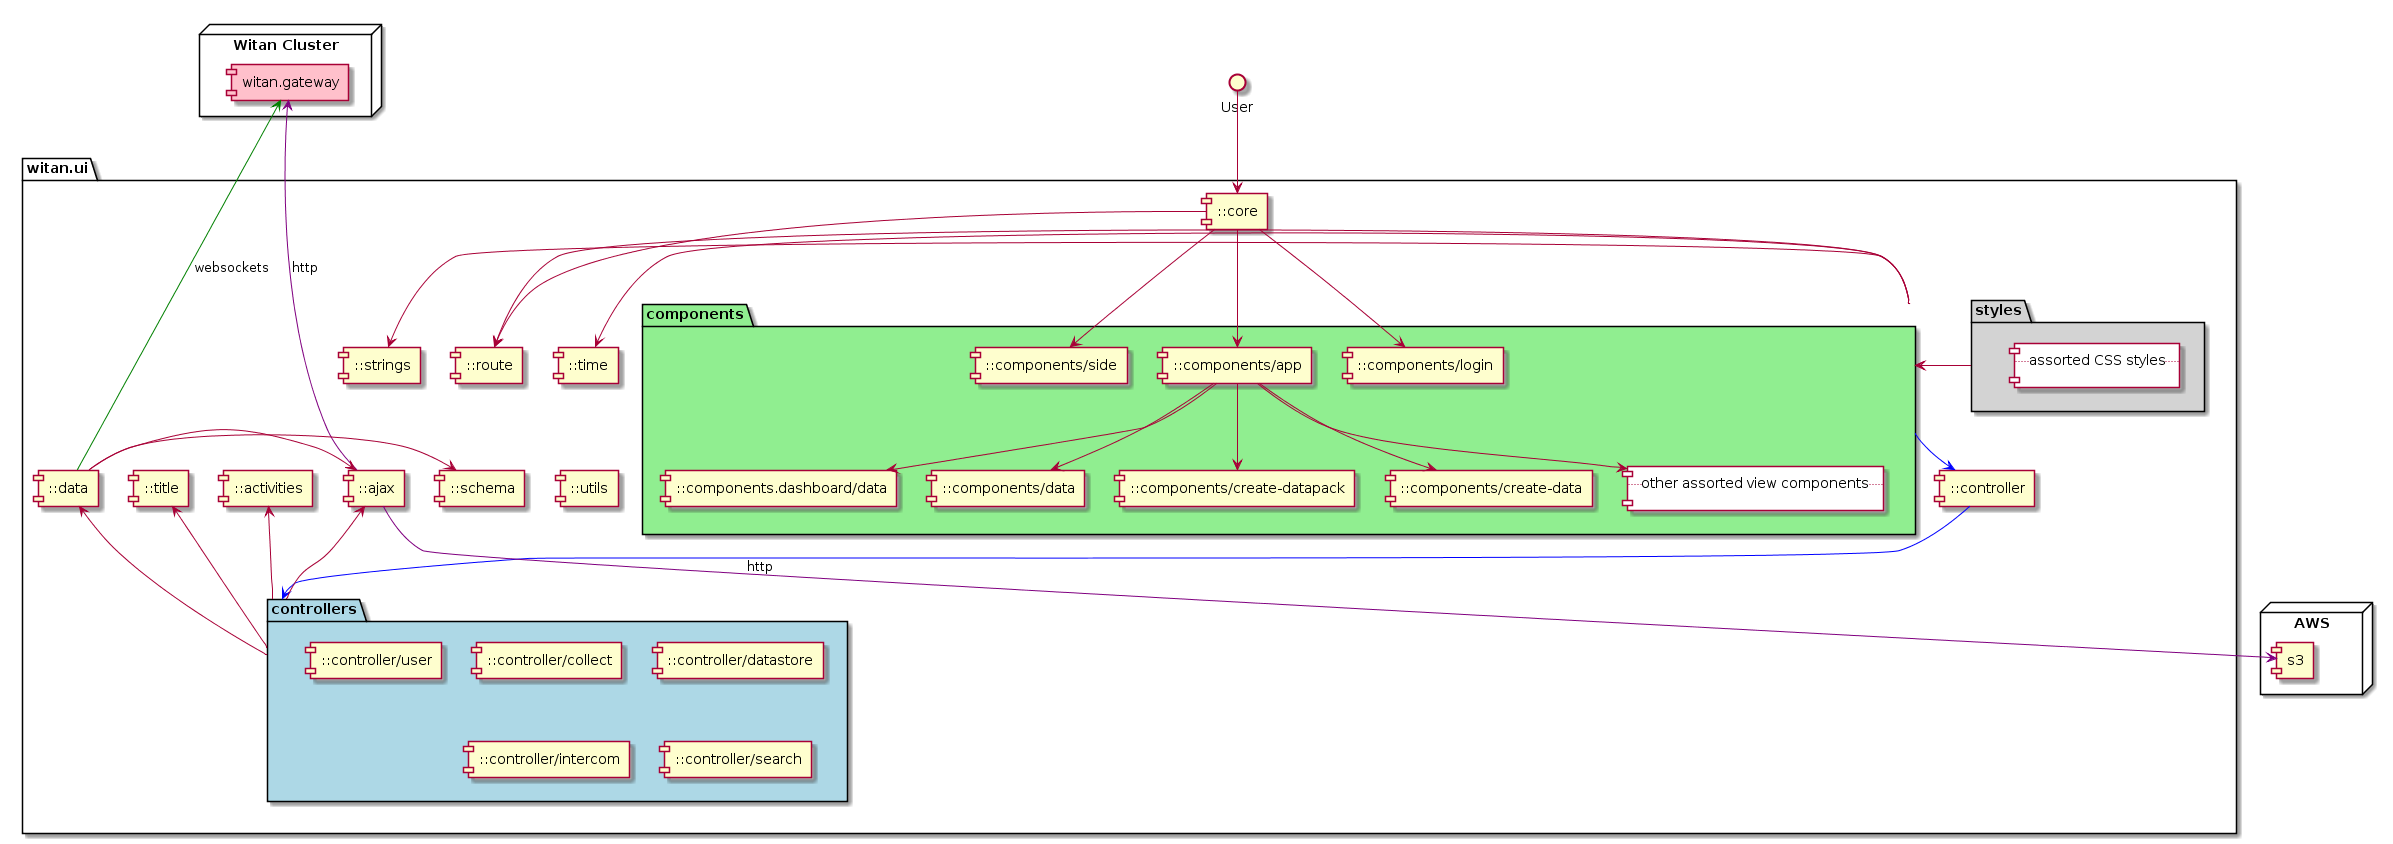 Witan Cluster
witan.gateway
User
witan.ui
::core
websockets
http
components
styles
::strings
::route
::time
::components/side
::components/app
::components/login
assorted CSS styles
::data
::title
::activities
::ajax
::schema
::utils
::components.dashboard/data
::components/data
::components/create-datapack
::components/create-data
other assorted view components
::controller
http
controllers
AWS
::controller/user
::controller/collect
::controller/datastore
s3
::controller/intercom
::controller/search